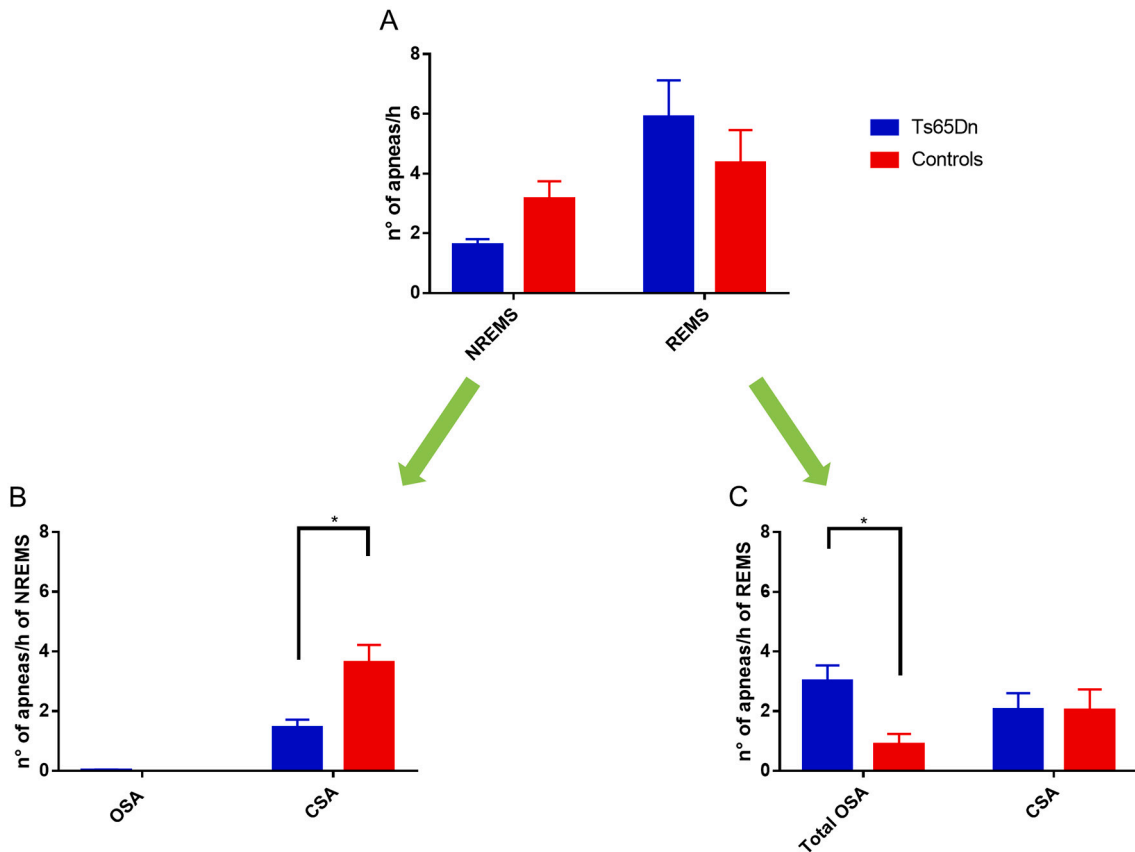 A
n° of apneas/h
8
6
4
2
0
NREMS
REMS
Ts65Dn
Controls
B
n° of apneas/h of NREMS
8
6
4
2
0
*
OSA
CSA
C
n° of apneas/h of REMS
8
6
4
2
0
*
Total OSA
CSA